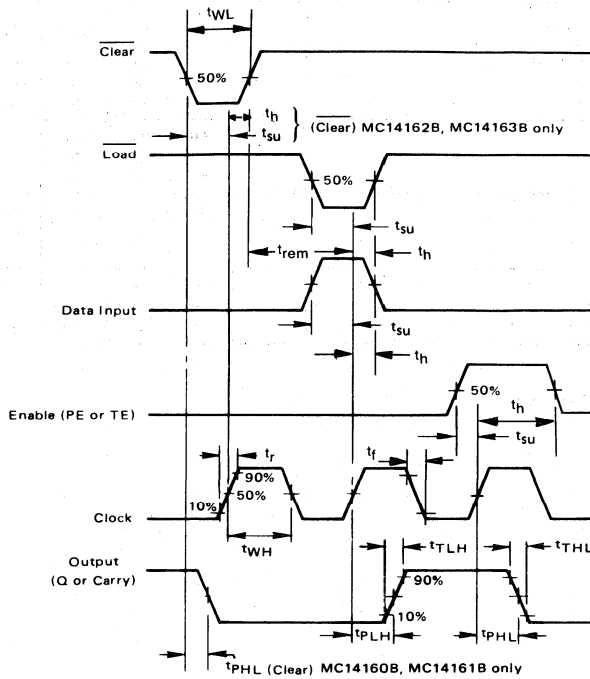 tWL
Clear
50%
th
tsu
} (Clear) MC14162B, MC14163B only
Load
50%
tsu
trem
th
Data Input
tsu
th
50%
th
Enable (PE or TE)
tsu
tr
tf
90%
10%
50%
Clock
tWH
tTLH
tTHL
Output
(Q or Carry)
90%
10%
tPLH
tPHL
tPHL (Clear) MC14160B, MC14161B only